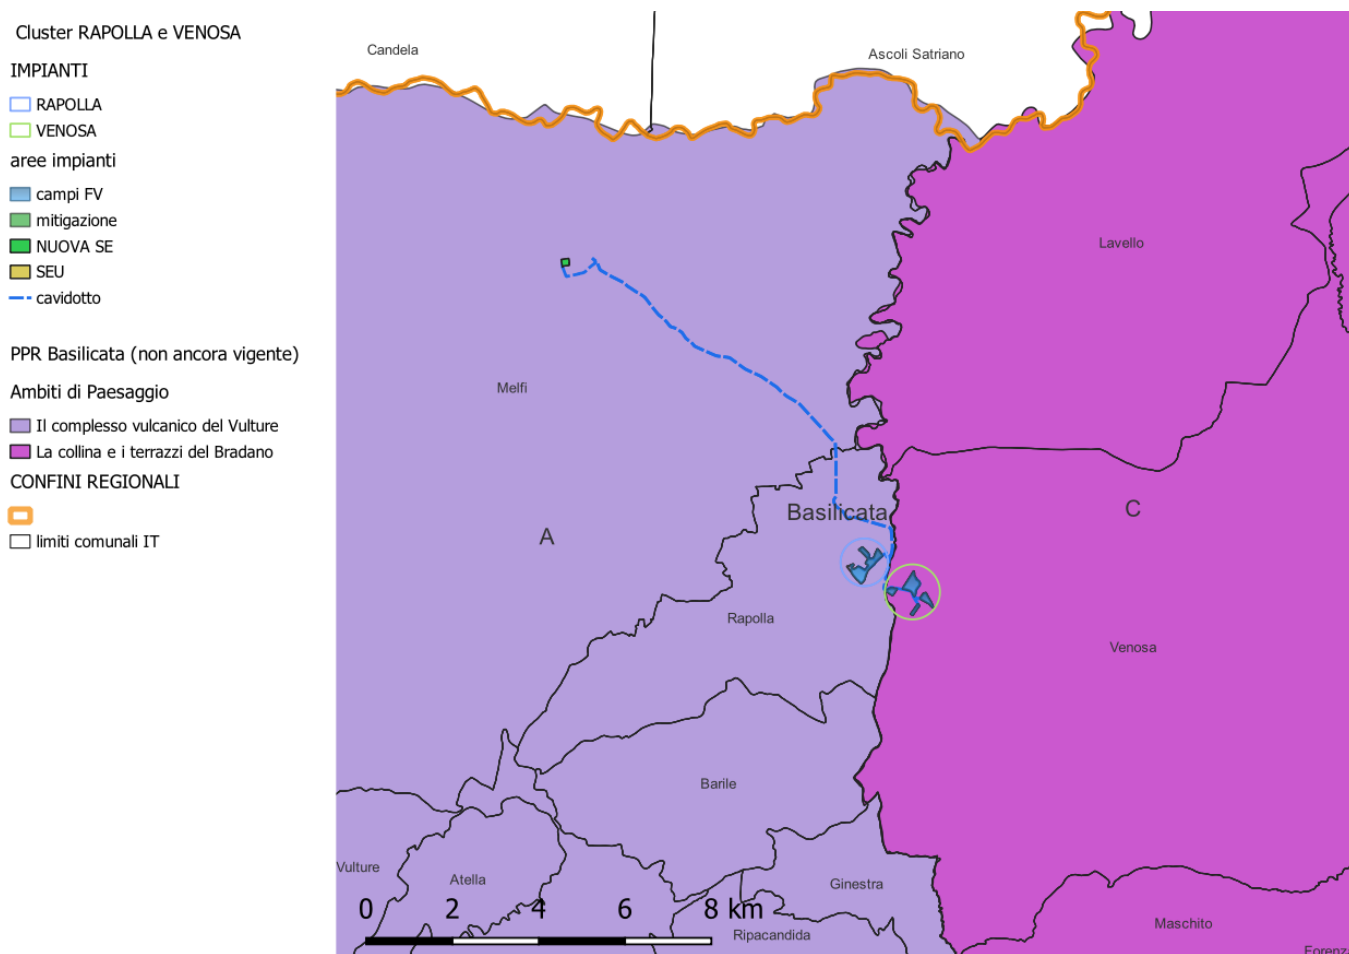 Cluster RAPOLLA e VENOSA
IMPIANTI
RAPOLLA
VENOSA
aree impianti
campi FV
mitigazione
NUOVA SE
SEU
cavidotto
PPR Basilicata (non ancora vigente)
Ambiti di Paesaggio
Il complesso vulcanico del Vulture
La collina e i terrazzi del Bradano
CONFINI REGIONALI
limiti comunali IT
Candela
Ascoli Satriano
Lavello
Melfi
Basilicata
C
A
Rapolla
Venosa
Barile
Vulture
Atella
Ginestra
0 2 4 6 8 km
Maschito
Ripacandida